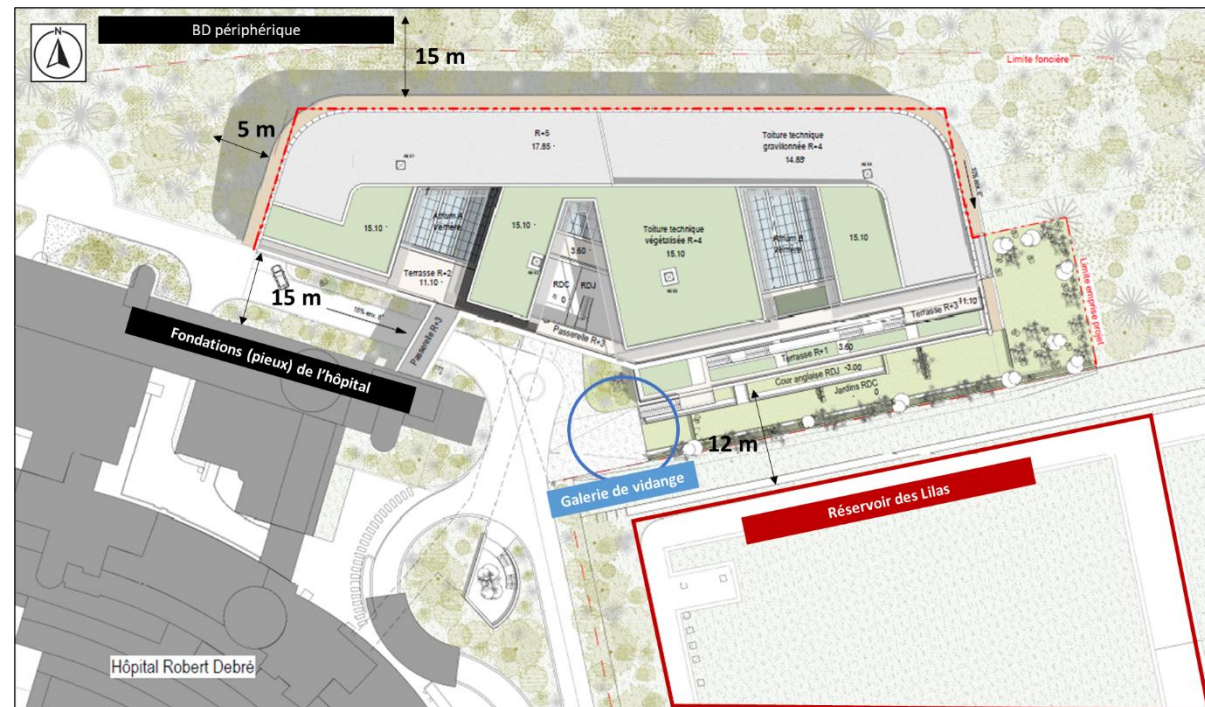 N
BD périphérique
15 m
Limite foncière
5 m
R+5
17.85
Toiture technique
gravillonnée R+4
14.85
Atrium A
verrière
15.10
15.10
3.60
Toiture technique
végétalisée R+4
15.10
Atrium B
verrière
15.10
Terrasse R+2
11.10
RDC
0
RDJ
15 m
Limite emprise projet
Passerelle R+3
Passerelle R+3
Terrasse R+3
11.10
Terrasse R+1 3.60
Cour anglaise RDJ -3.00
Jardins RDC
0
Fondations (pieux) de l'hôpital
12 m
Galerie de vidange
Réservoir des Lilas
Hôpital Robert Debré